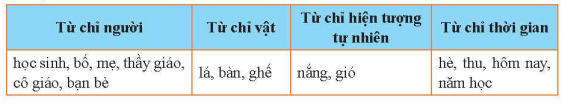 Từ chỉ người
Từ chỉ vật
Từ chỉ hiện tượng
tự nhiên
Từ chỉ thời gian
học sinh, bố, mẹ, thầy giáo,
cô giáo, bạn bè
lá, bàn, ghế
nắng, gió
hè, thu, hôm nay,
năm học